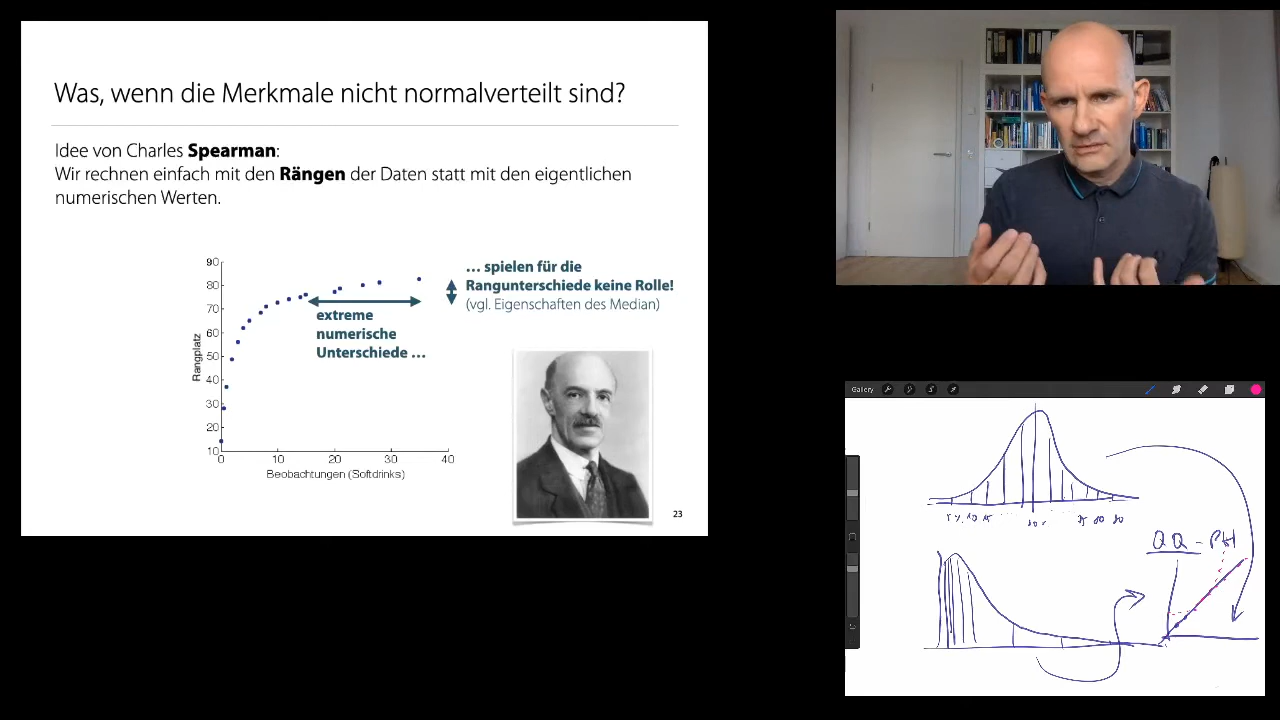 Was, wenn die Merkmale nicht normalverteilt sind?
Idee von Charles Spearman:
Wir rechnen einfach mit den Rängen der Daten statt mit den eigentlichen
numerischen Werten.
90
80
70
60
50
40
30
20
10
Rangplatz
0
10
20
30
40
Beobachtungen (Softdrinks)
extreme
numerische
Unterschiede …
… spielen für die
Rangunterschiede keine Rolle!
(vgl. Eigenschaften des Median)
23
Gallery
QQ - Plot